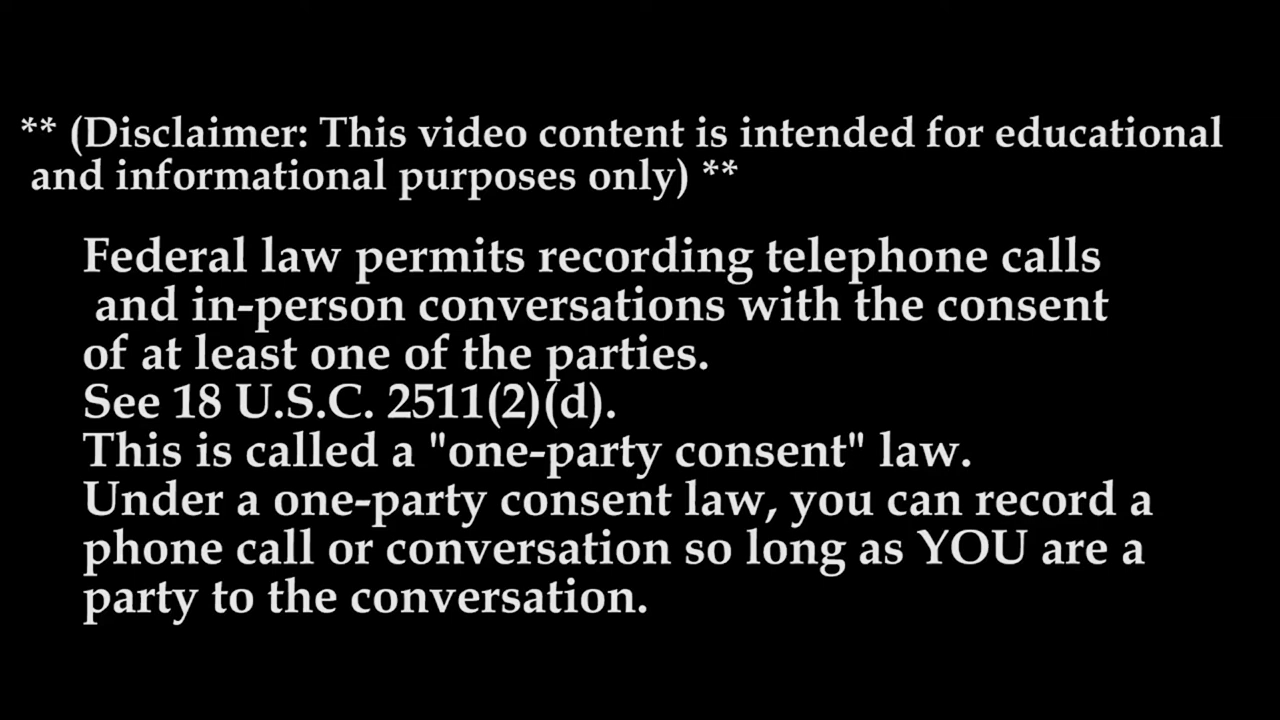 ** (Disclaimer: This video content is intended for educational
and informational purposes only) **
Federal law permits recording telephone calls
and in-person conversations with the consent
of at least one of the parties.
See 18 U.S.C. 2511(2)(d).
This is called a "one-party consent" law.
Under a one-party consent law, you can record a
phone call or conversation so long as YOU are a
party to the conversation.